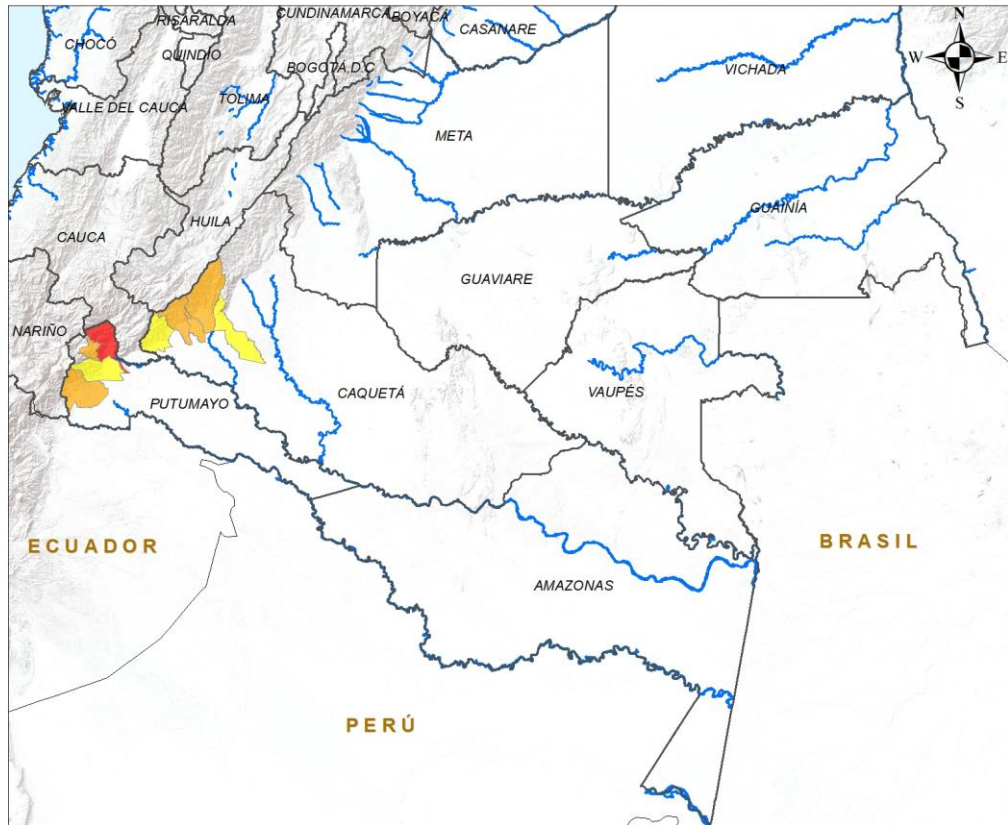 CUNDINAMARCA
BOYACÁ
RISARALDA
CASANARE
N
CHOCÓ
QUINDÍO
W
E
BOGOTÁ D.C
VICHADA
TOLIMA
S
VALLE DEL CAUCA
META
GUAINÍA
HUILA
CAUCA
GUAVIARE
NARIÑO
CAQUETÁ
VAUPÉS
PUTUMAYO
ECUADOR
BRASIL
AMAZONAS
PERÚ